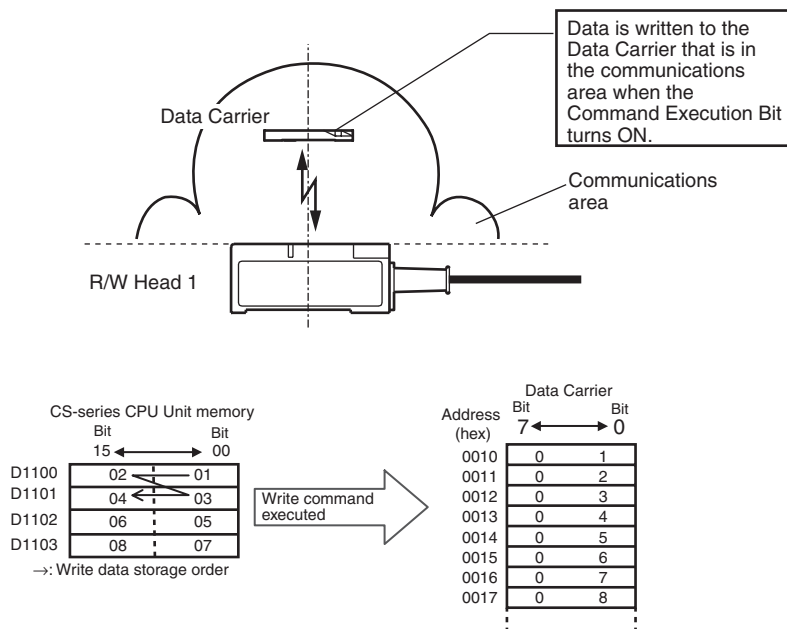 Data is written to the
Data Carrier that is in
the communications
area when the
Command Execution Bit
turns ON.
Data Carrier
Communications
area
R/W Head 1
CS-series CPU Unit memory
Bit Bit
15 00
D1100 02 01
D1101 04 03
D1102 06 05
D1103 08 07
→: Write data storage order
Write command
executed
Data Carrier
Address Bit Bit
(hex) 7 0
0010 0 1
0011 0 2
0012 0 3
0013 0 4
0014 0 5
0015 0 6
0016 0 7
0017 0 8